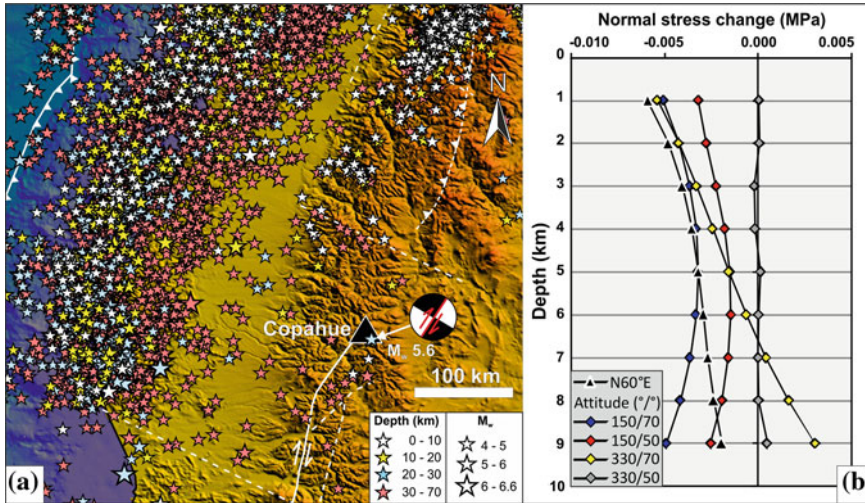 N
Copahue
Mw 5.6
100 km
Depth (km)
0 - 10
10 - 20
20 - 30
30 - 70
Mw
4 - 5
5 - 6
6 - 6.6
(a)
Normal stress change (MPa)
-0.010 -0.005 0.000 0.005
0
1
2
3
4
5
6
7
8
9
10
Depth (km)
N60°E
Attitude (°/°)
150/70
150/50
330/70
330/50
(b)